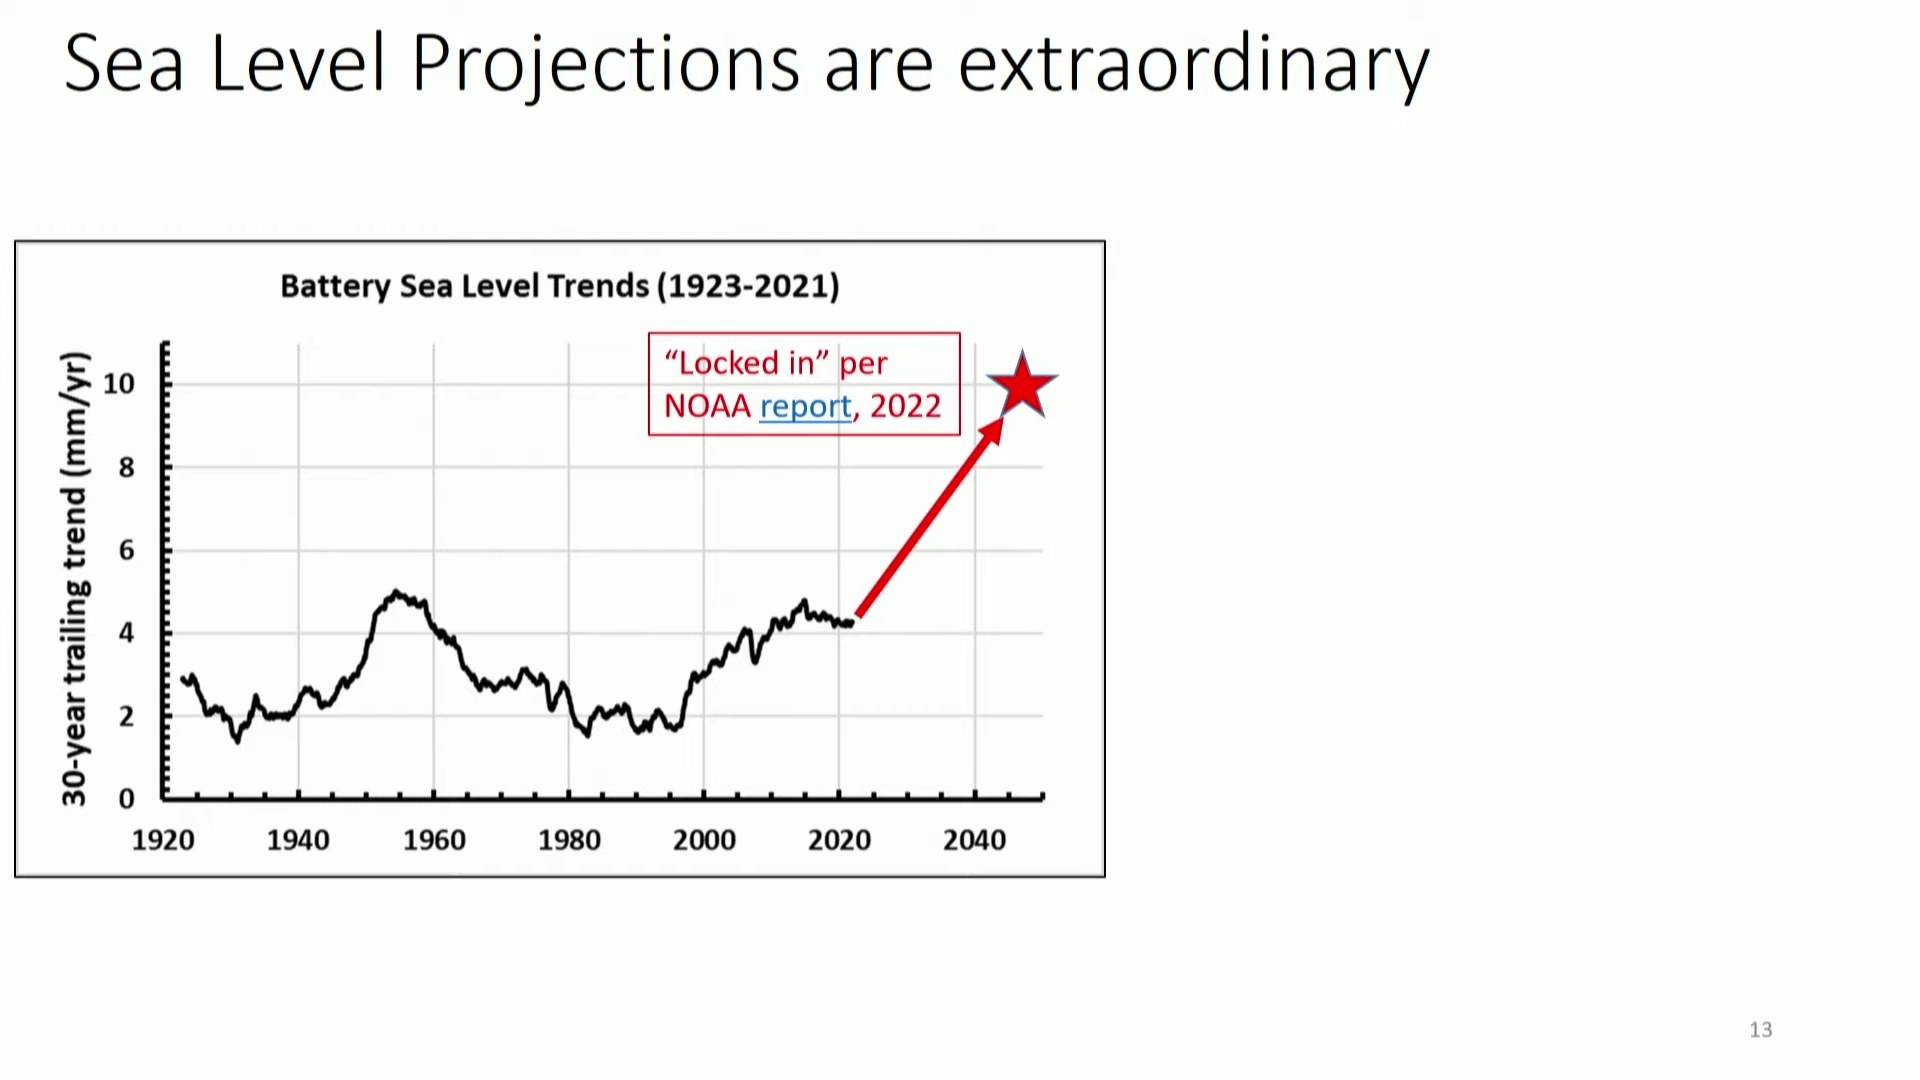 Sea Level Projections are extraordinary
Battery Sea Level Trends (1923-2021)
“Locked in” per
NOAA report, 2022
30-year trailing trend (mm/yr)
10
8
6
4
2
0
1920 1940 1960 1980 2000 2020 2040
13